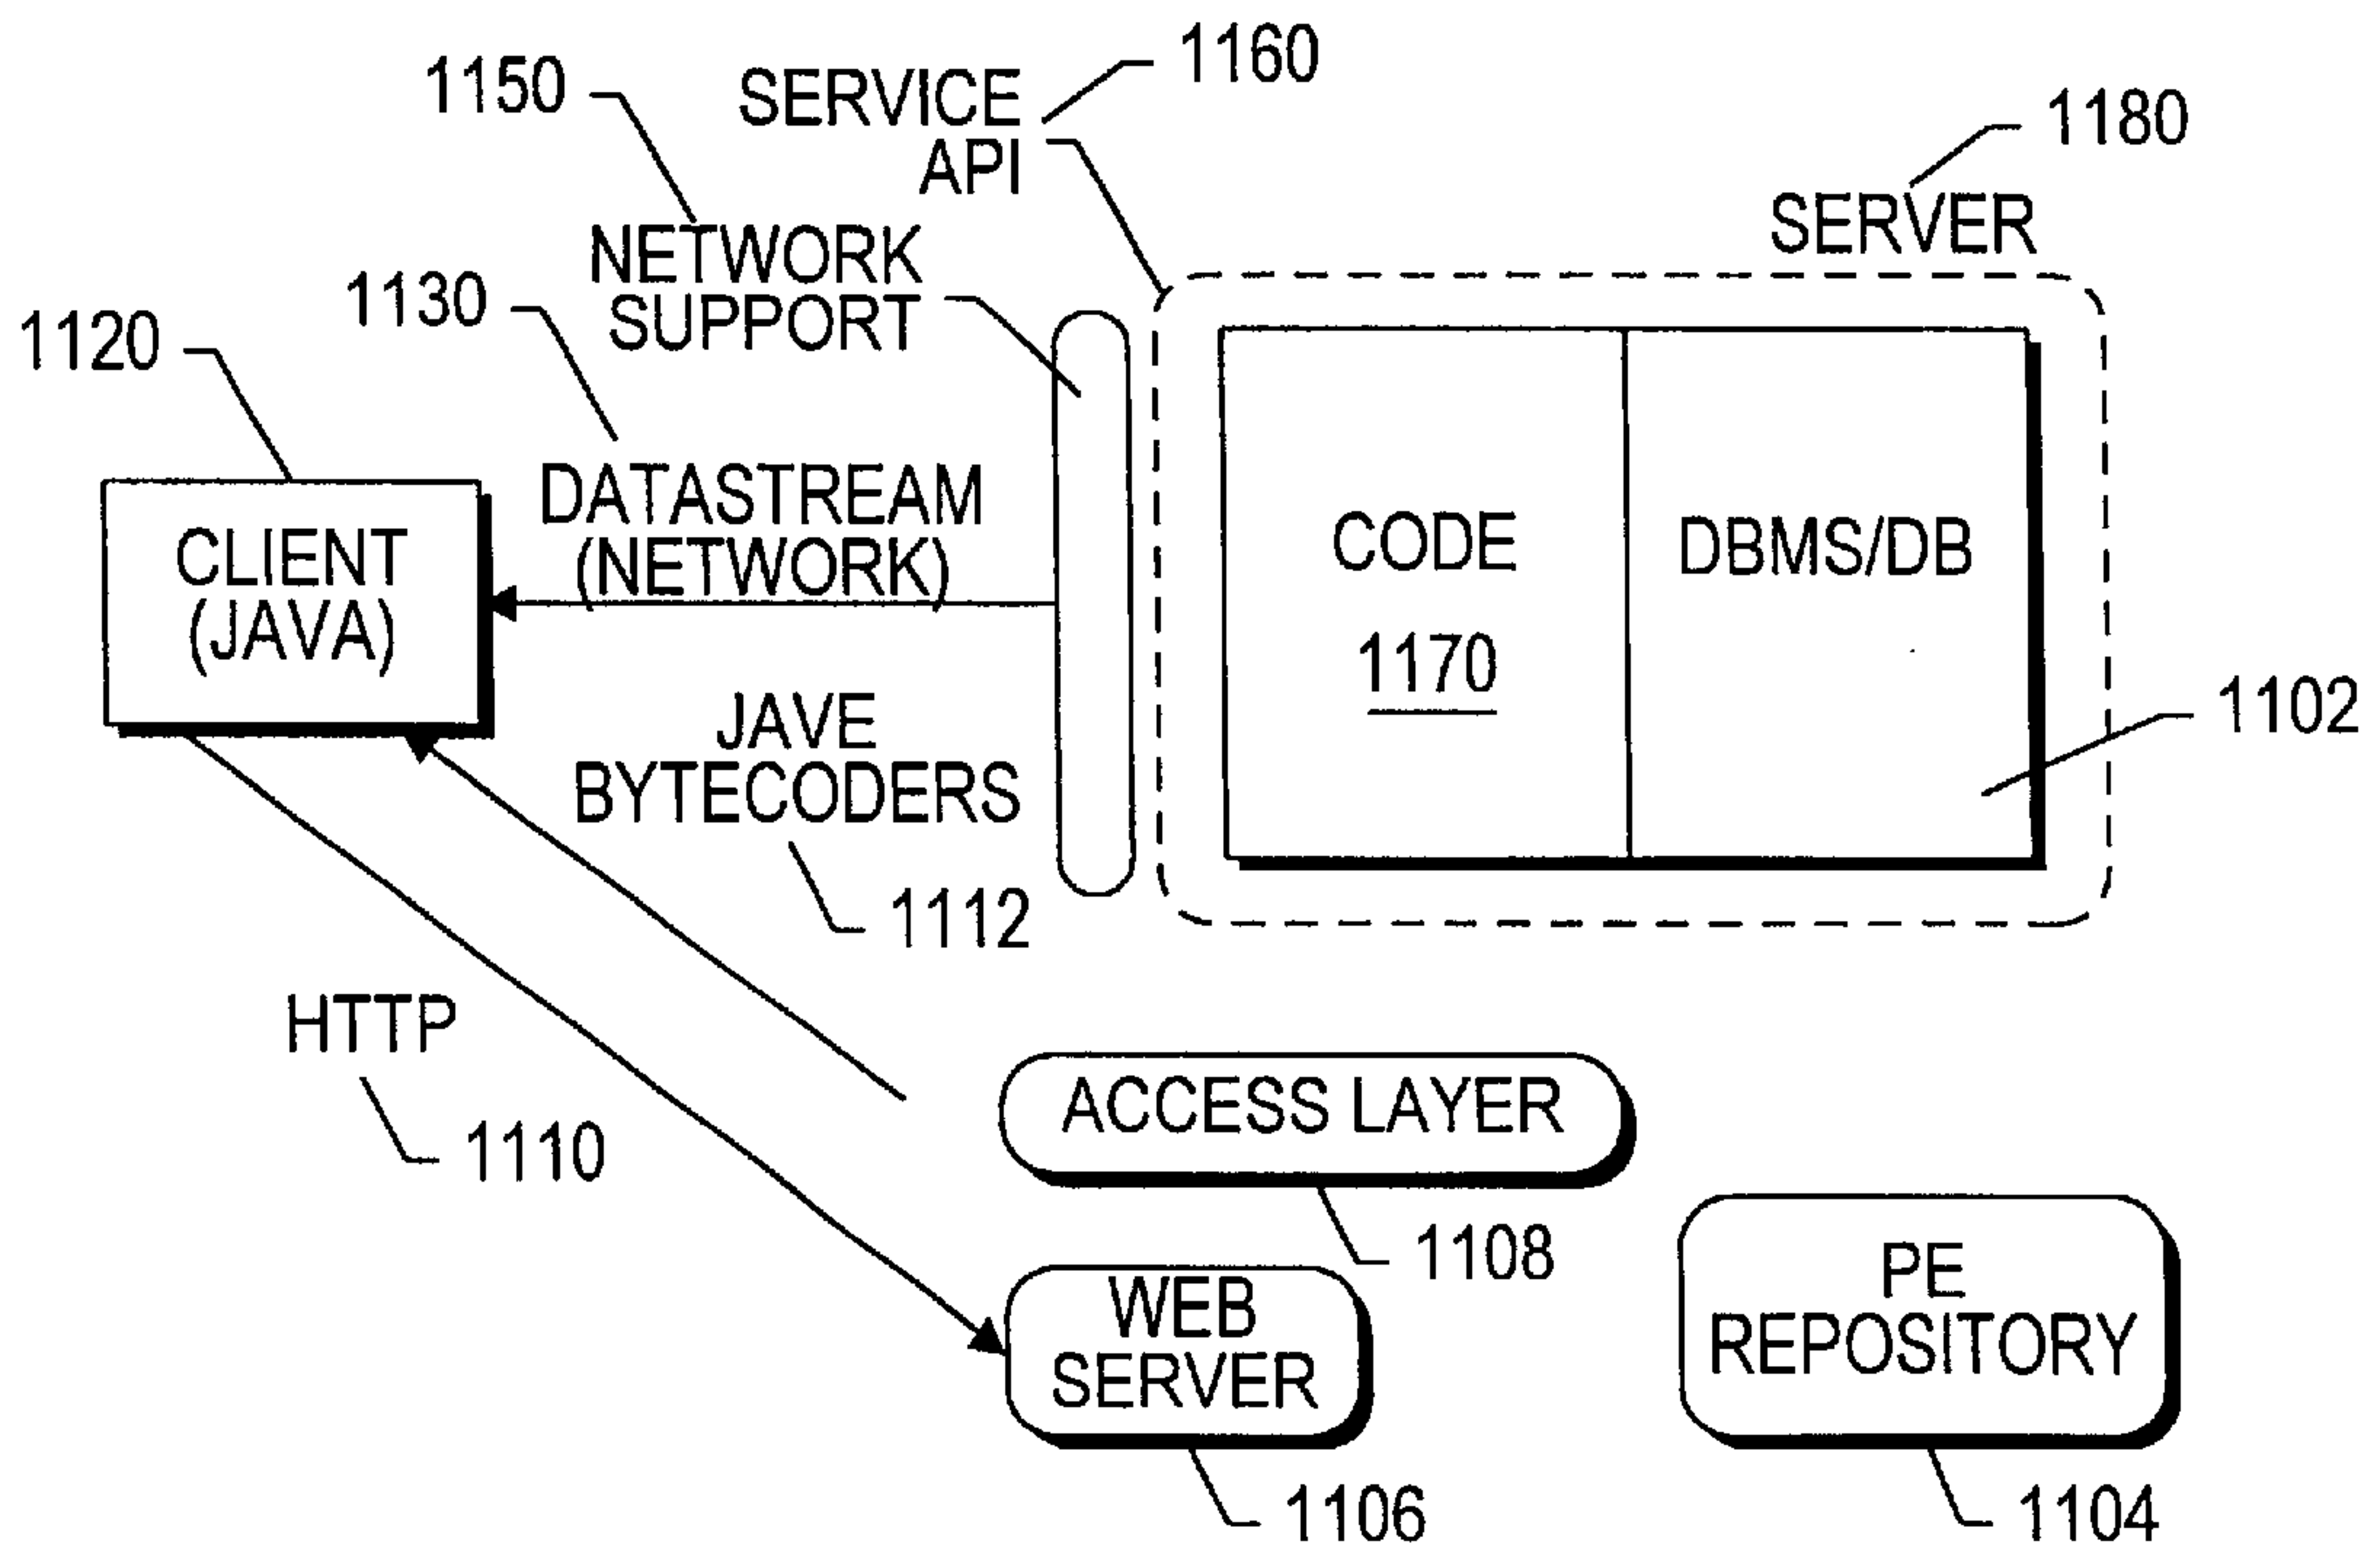 1160
1150
SERVICE
API
1180
SERVER
NETWORK
SUPPORT
1130
1120
DATASTREAM
(NETWORK)
CLIENT
(JAVA)
CODE
1170
DBMS/DB
1102
JAVE
BYTECODERS
1112
HTTP
1110
ACCESS LAYER
1108
WEB
SERVER
1106
PE
REPOSITORY
1104